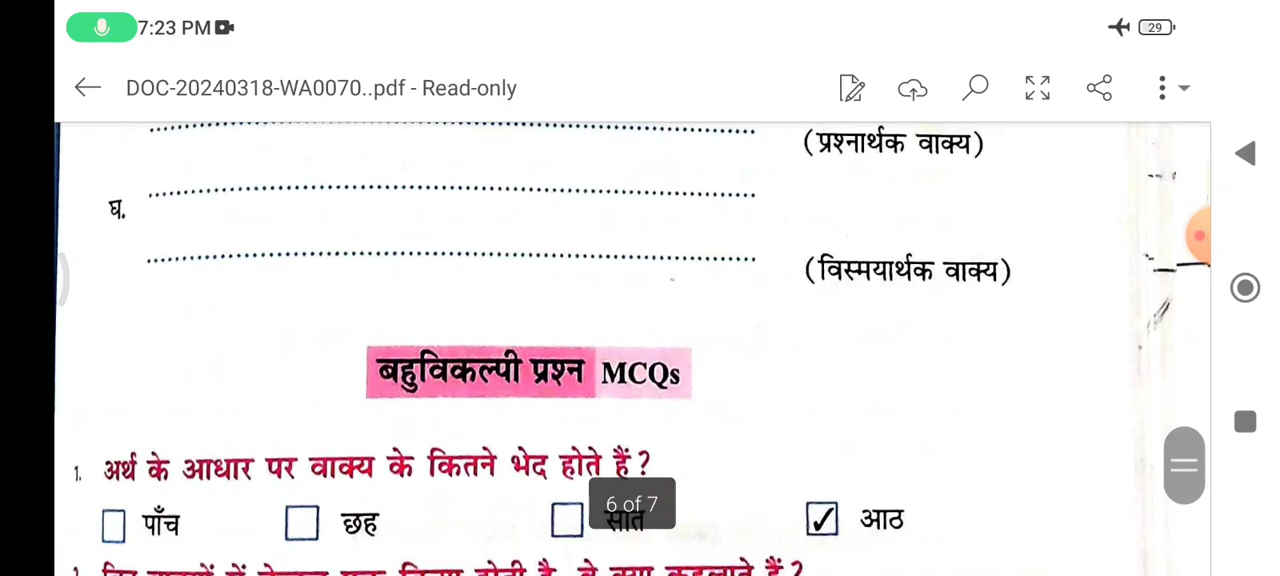 7:23 PM
29
DOC-20240318-WA0070..pdf - Read-only
(प्रश्नार्थक वाक्य)
घ.
(विस्मयार्थक वाक्य)
बहुविकल्पी प्रश्न MCQs
1. अर्थ के आधार पर वाक्य के कितने भेद होते हैं?
पाँच छह सात आठ
6 of 7